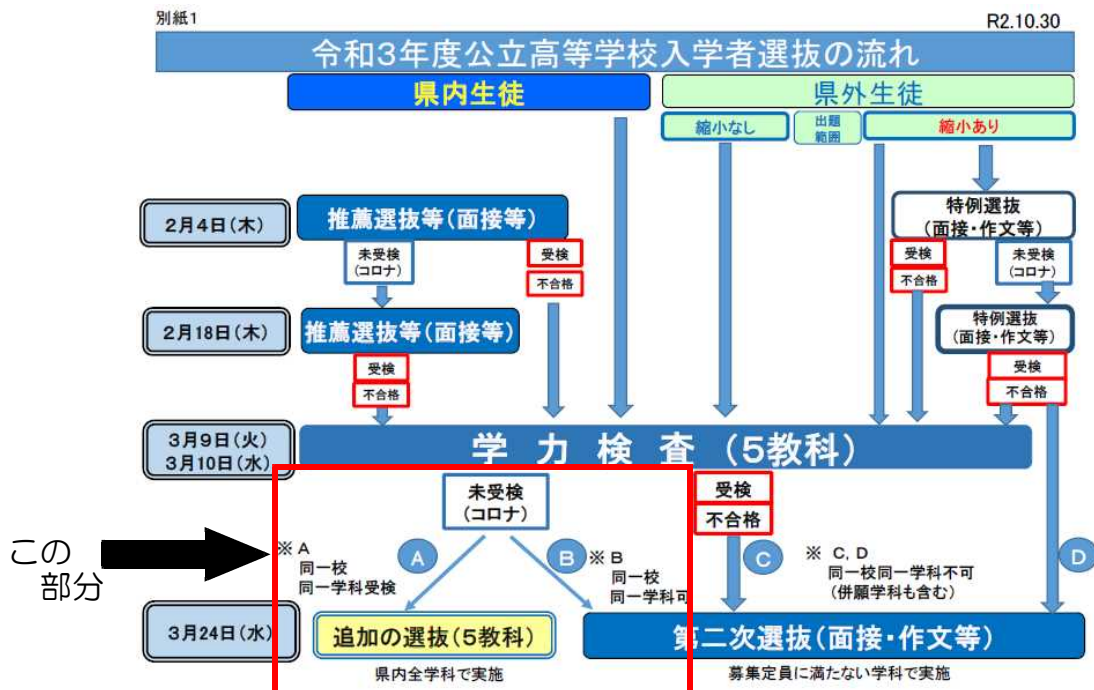 別紙1
R2.10.30
令和3年度公立高等学校入学者選抜の流れ
県内生徒
県外生徒
縮小なし
出題
範囲
縮小あり
2月4日(木)
推薦選抜等(面接等)
特例選抜
(面接・作文等)
未受検
(コロナ)
受検
不合格
受検
不合格
未受検
(コロナ)
2月18日(木)
推薦選抜等(面接等)
特例選抜
(面接・作文等)
受検
不合格
受検
不合格
3月9日(火)
3月10日(水)
学力検査(5教科)
未受検
(コロナ)
受検
不合格
この
部分
※ A
同一校
同一学科受検
A
B
※ B
同一校
同一学科可
C
※ C, D
同一校同一学科不可
(併願学科も含む)
D
3月24日(水)
追加の選抜(5教科)
第二次選抜(面接・作文等)
県内全学科で実施
募集定員に満たない学科で実施